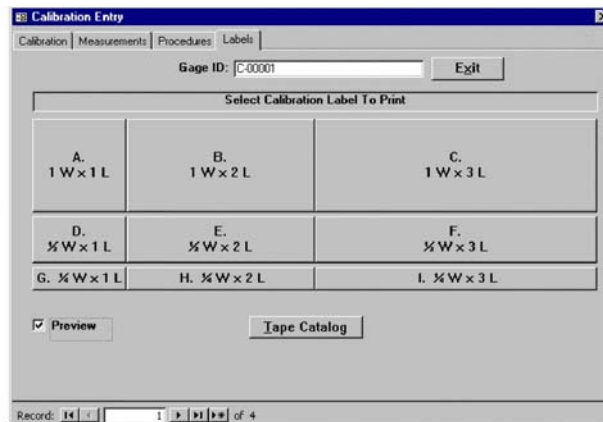 Calibration Entry
Calibration Measurements Procedures Labels
Gage ID: C-00001 Exit
Select Calibration Label To Print
A. B. C.
1 W x 1 L 1 W x 2 L 1 W x 3 L
D. E. F.
½ W x 1 L ½ W x 2 L ½ W x 3 L
G. ¼ W x 1 L H. ¼ W x 2 L I. ¼ W x 3 L
Preview Tape Catalog
Record: 1 of 4